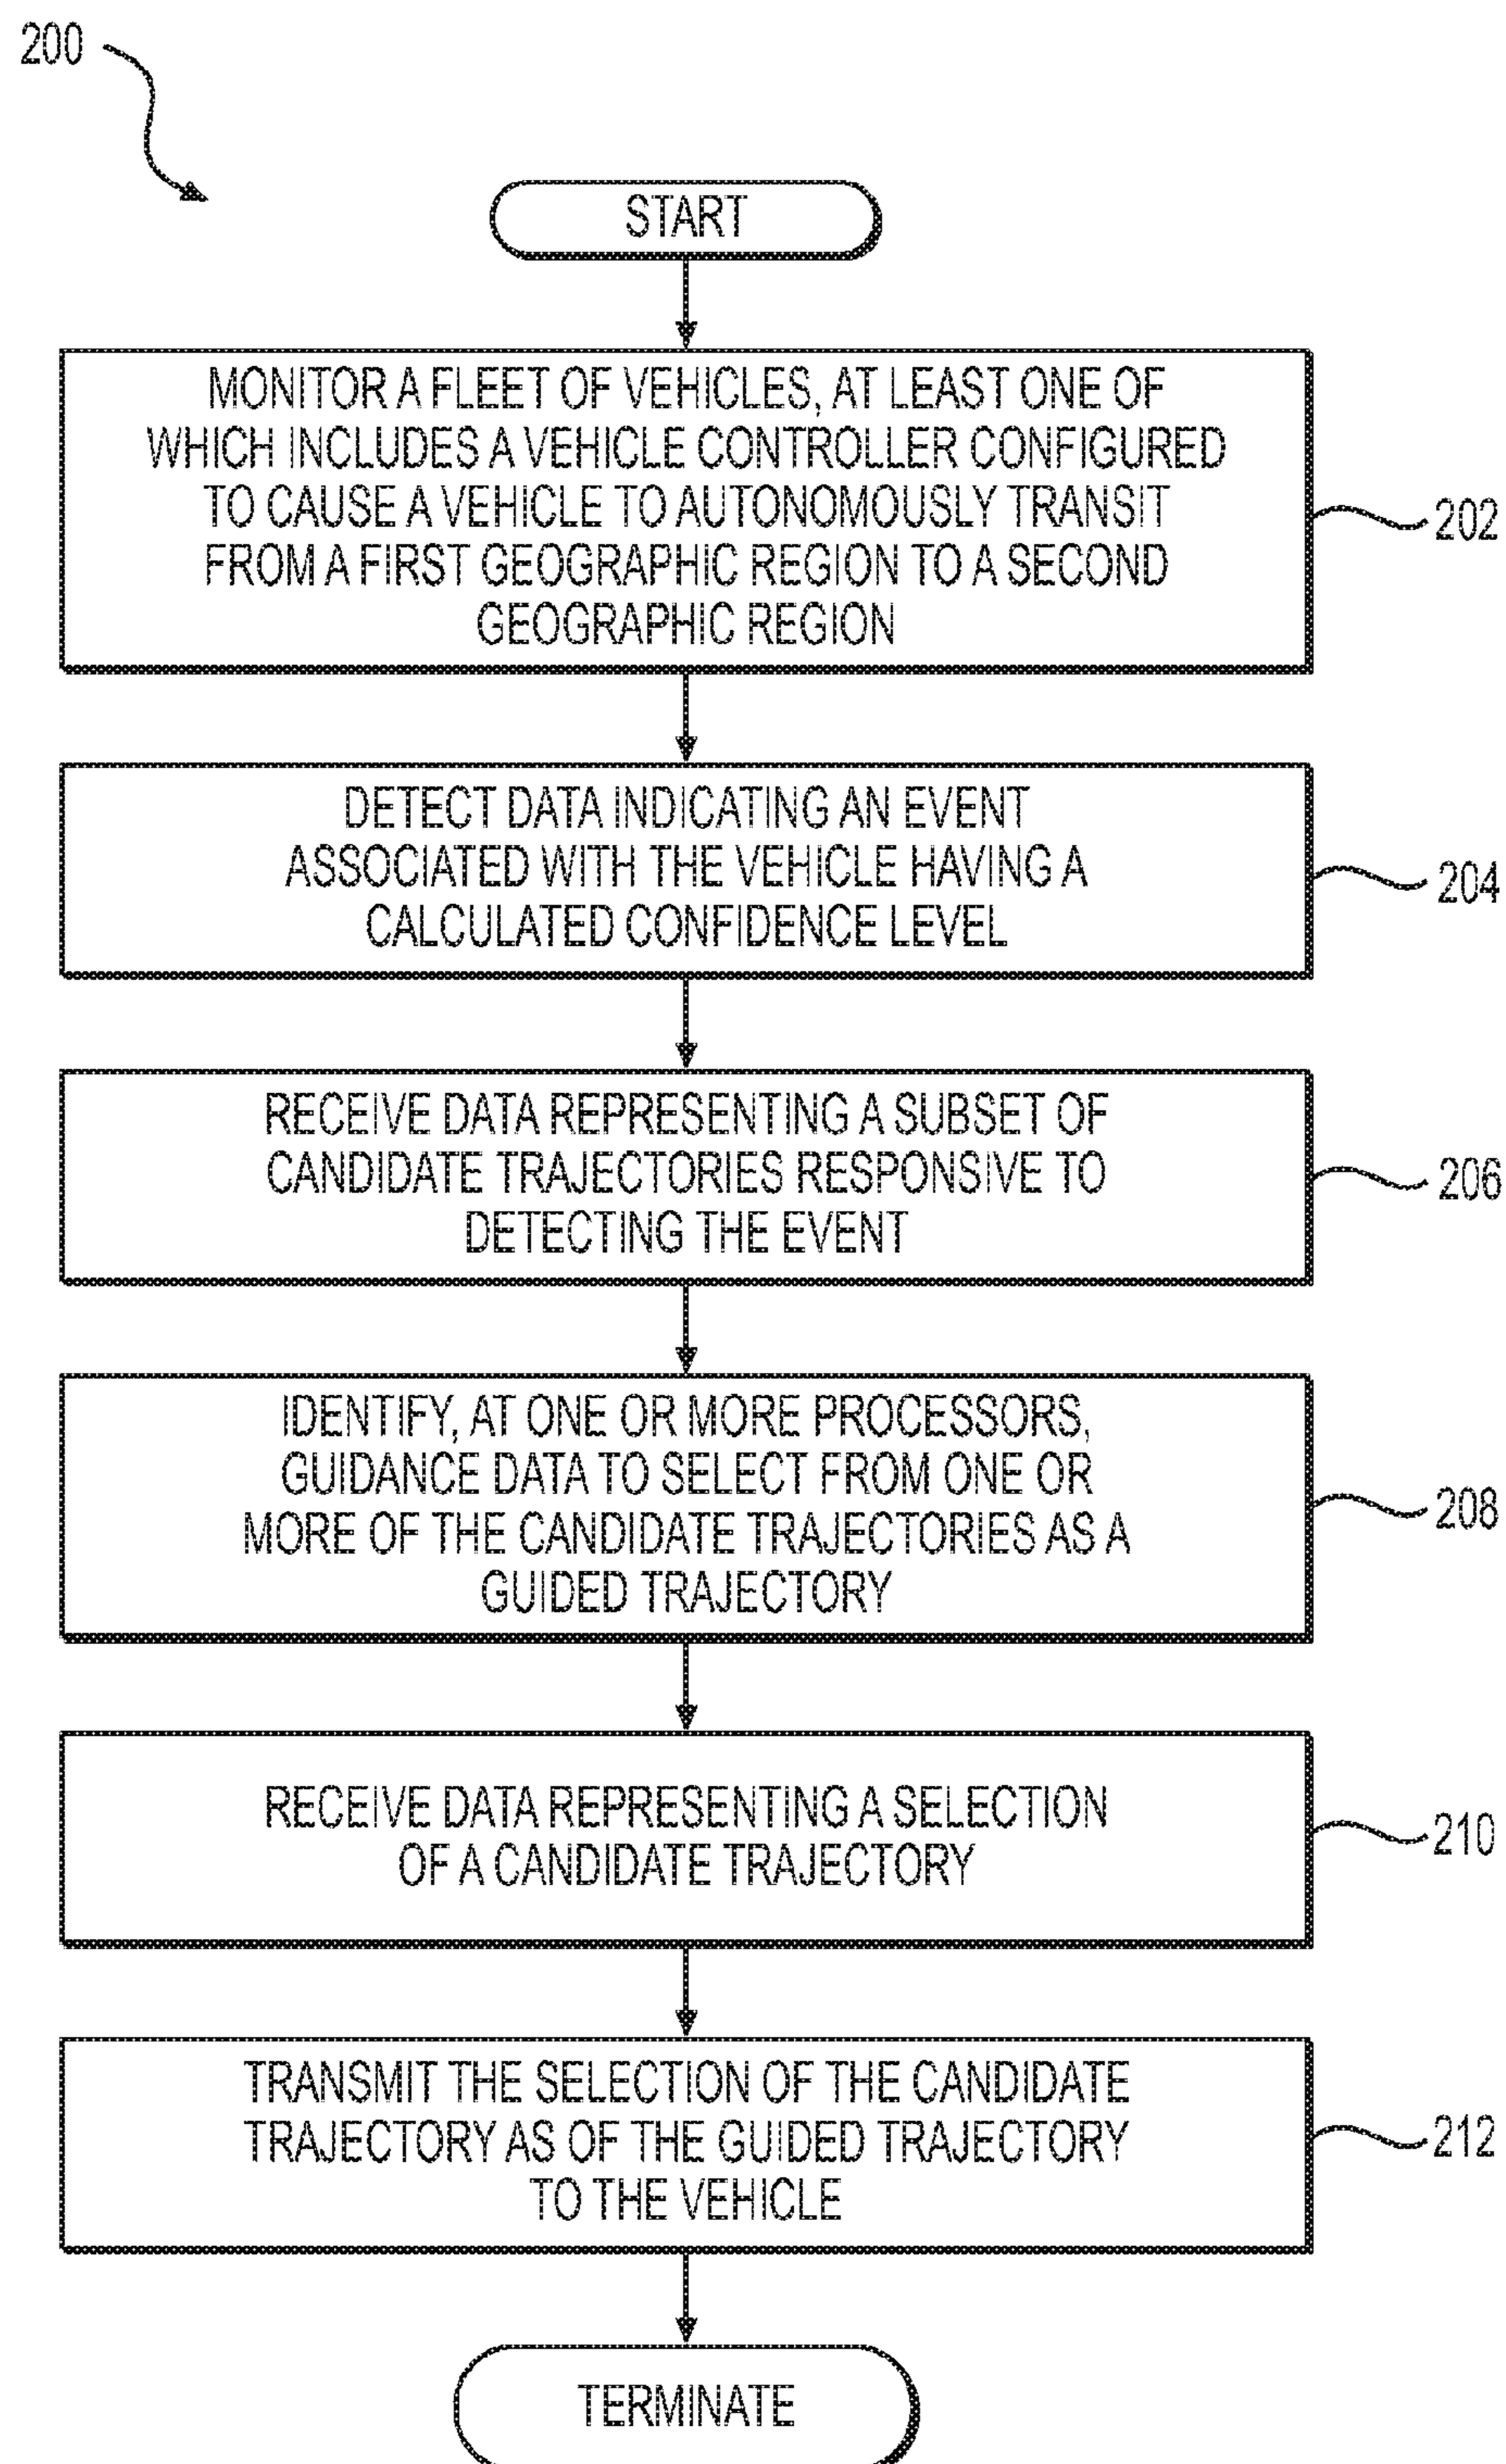 200
START
MONITOR A FLEET OF VEHICLES, AT LEAST ONE OF
WHICH INCLUDES A VEHICLE CONTROLLER CONFIGURED
TO CAUSE A VEHICLE TO AUTONOMOUSLY TRANSIT
FROM A FIRST GEOGRAPHIC REGION TO A SECOND
GEOGRAPHIC REGION
202
DETECT DATA INDICATING AN EVENT
ASSOCIATED WITH THE VEHICLE HAVING A
CALCULATED CONFIDENCE LEVEL
204
RECEIVE DATA REPRESENTING A SUBSET OF
CANDIDATE TRAJECTORIES RESPONSIVE TO
DETECTING THE EVENT
206
IDENTIFY, AT ONE OR MORE PROCESSORS,
GUIDANCE DATA TO SELECT FROM ONE OR
MORE OF THE CANDIDATE TRAJECTORIES AS A
GUIDED TRAJECTORY
208
RECEIVE DATA REPRESENTING A SELECTION
OF A CANDIDATE TRAJECTORY
210
TRANSMIT THE SELECTION OF THE CANDIDATE
TRAJECTORY AS OF THE GUIDED TRAJECTORY
TO THE VEHICLE
212
TERMINATE